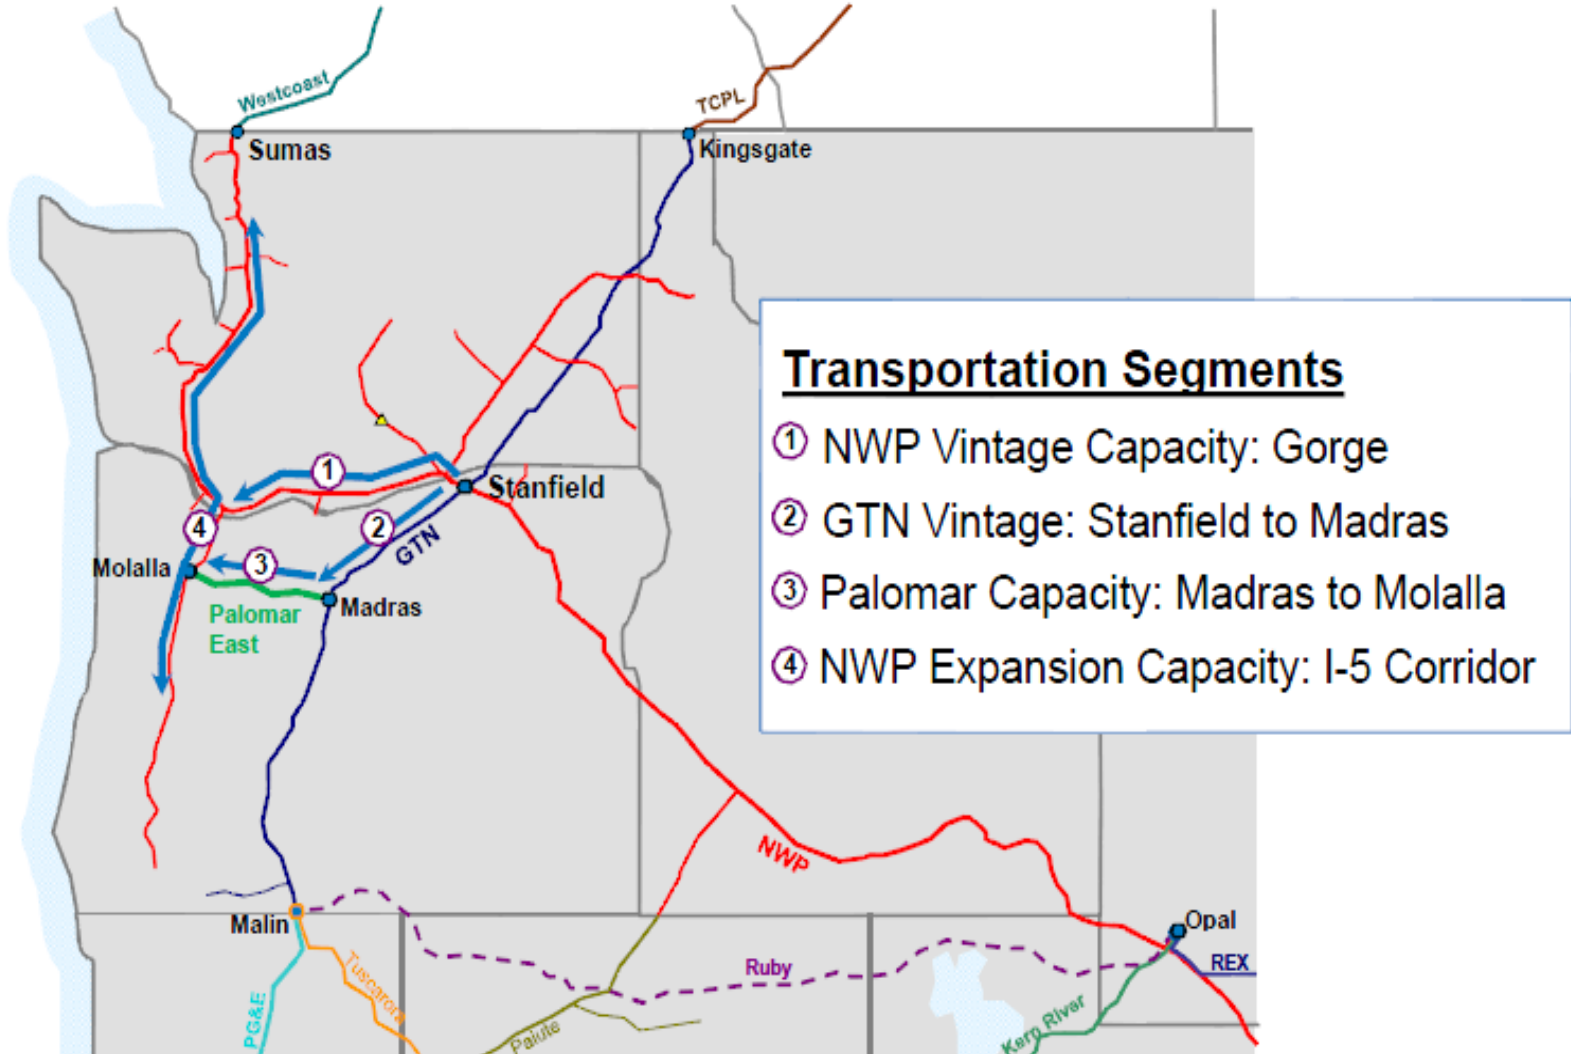 Westcoast
TCPL
Sumas
Kingsgate
Transportation Segments
1 NWP Vintage Capacity: Gorge
2 GTN Vintage: Stanfield to Madras
3 Palomar Capacity: Madras to Molalla
4 NWP Expansion Capacity: I-5 Corridor
1
Stanfield
4
2
GTN
3
Molalla
Madras
Palomar
East
NWP
Malin
Opal
Ruby
REX
Tuscarora
PG&E
Paiute
Kern River